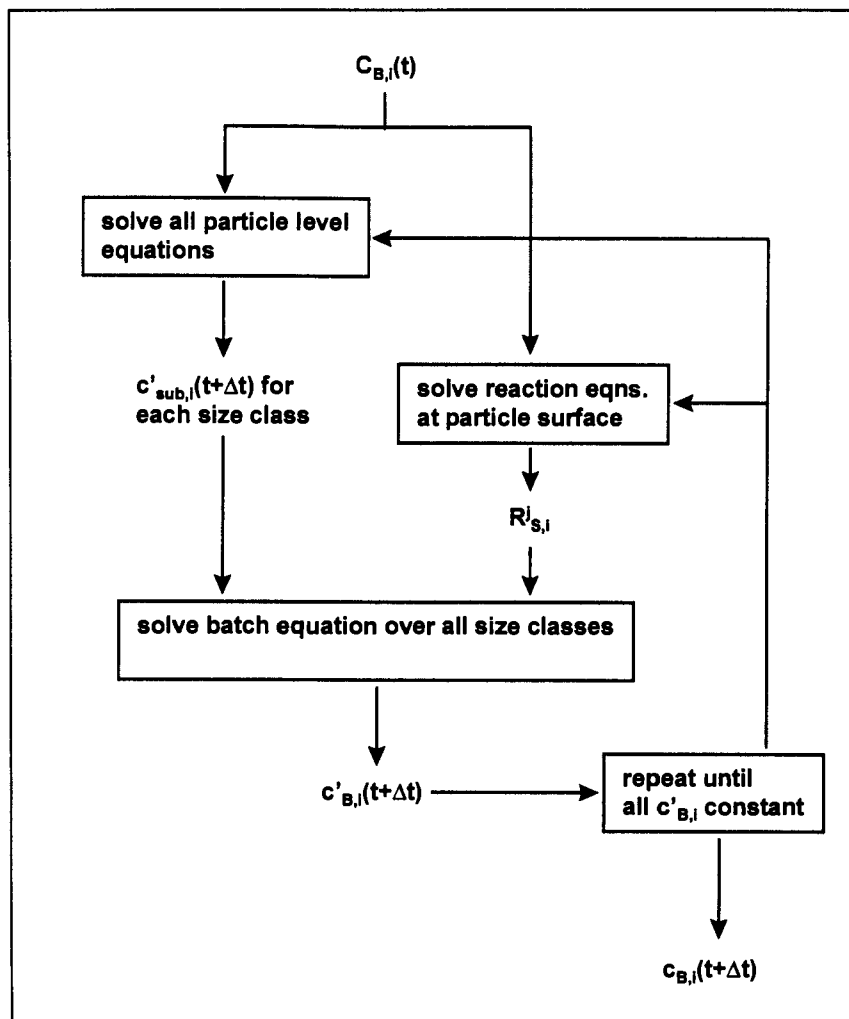 C_B,i(t)
solve all particle level
equations
c'_sub,i(t+Δt) for
each size class
solve reaction eqns.
at particle surface
R^j_S,i
solve batch equation over all size classes
c'_B,i(t+Δt)
repeat until
all c'_B,i constant
c_B,i(t+Δt)